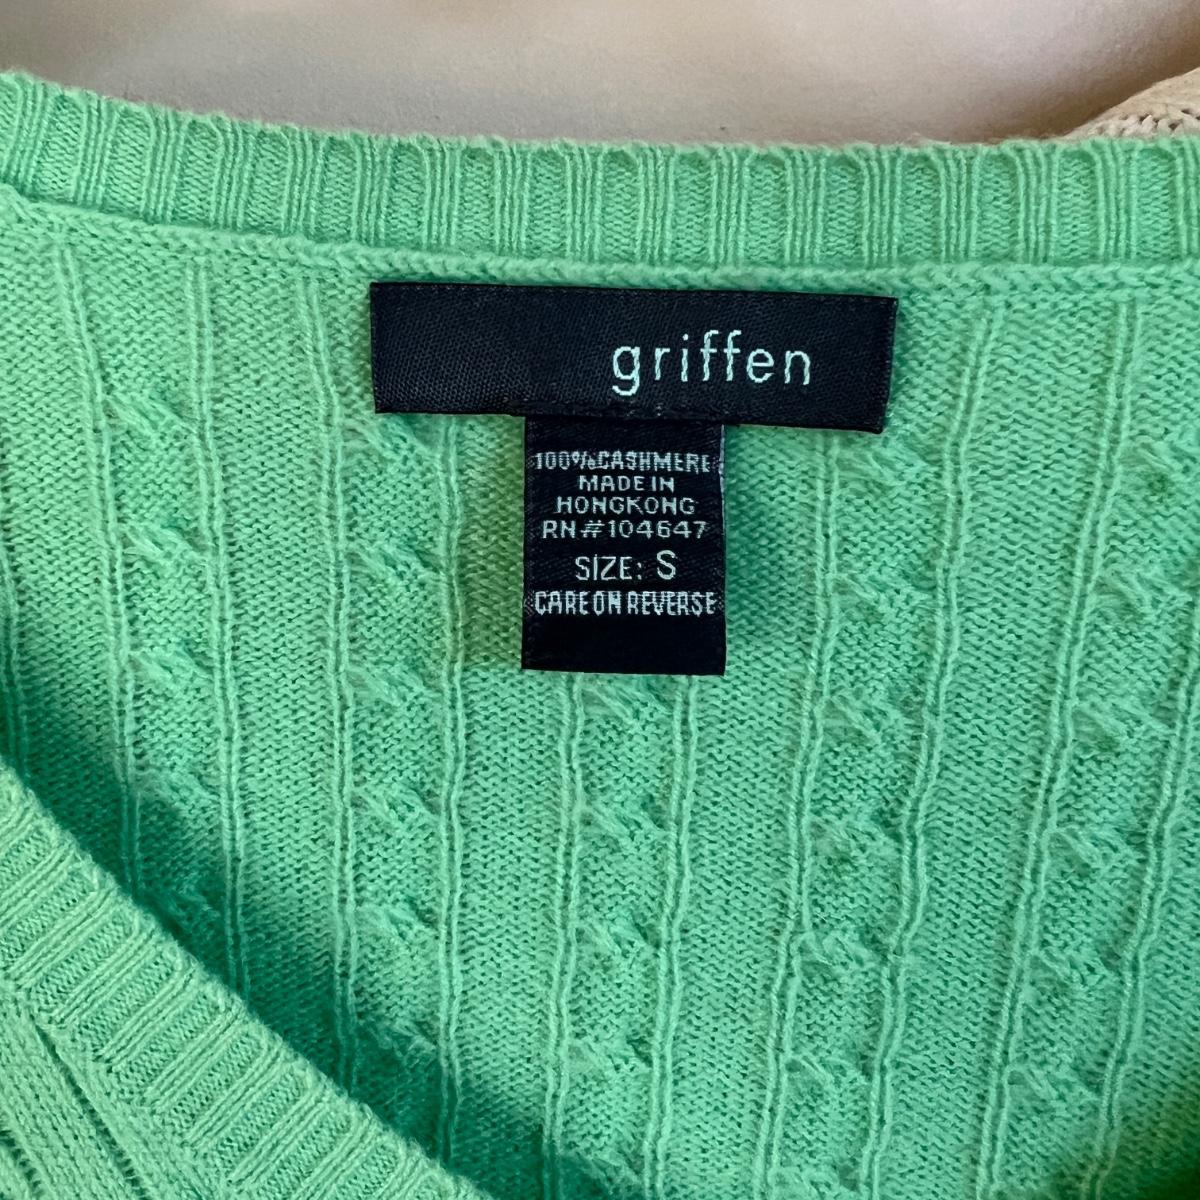 griffen
100%CASHMERE
MADE IN
HONGKONG
RN#104647
SIZE: S
CARE ON REVERSE